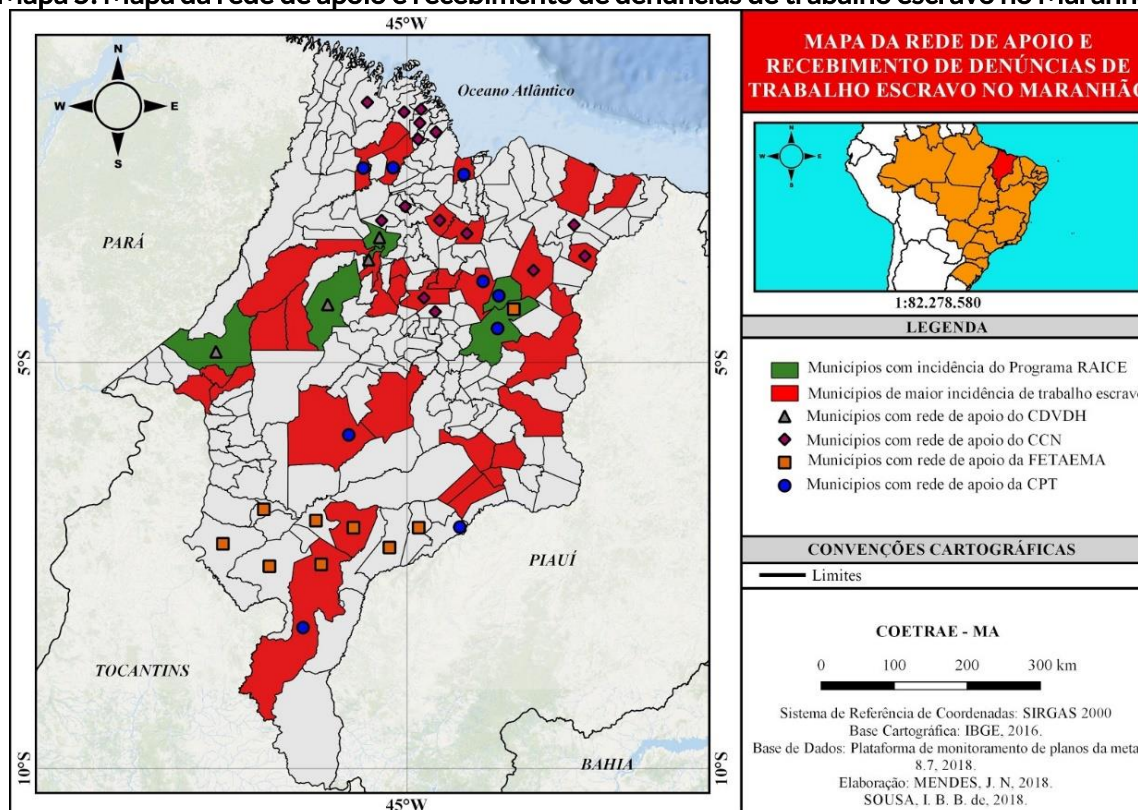 Mapa 5: Mapa da rede de apoio e recebimento de denúncias de trabalho escravo no Maranh
45°W
N
W
E
S
Oceano Atlântico
PARÁ
5°S
5°S
PIAUÍ
TOCANTINS
BAHIA
10°S
10°S
45°W
MAPA DA REDE DE APOIO E
RECEBIMENTO DE DENÚNCIAS DE
TRABALHO ESCRAVO NO MARANHÃO
N
W
E
S
1:82.278.580
LEGENDA
Municípios com incidência do Programa RAICE
Municípios de maior incidência de trabalho escravo
Municípios com rede de apoio do CDVDH
Municípios com rede de apoio do CCN
Municípios com rede de apoio da FETAEMA
Municípios com rede de apoio da CPT
CONVENÇÕES CARTOGRÁFICAS
Limites
COETRAE - MA
0 100 200 300 km
Sistema de Referência de Coordenadas: SIRGAS 2000
Base Cartográfica: IBGE, 2016.
Base de Dados: Plataforma de monitoramento de planos da meta
8.7, 2018.
Elaboração: MENDES, J. N, 2018.
SOUSA, I. B. B. de, 2018.